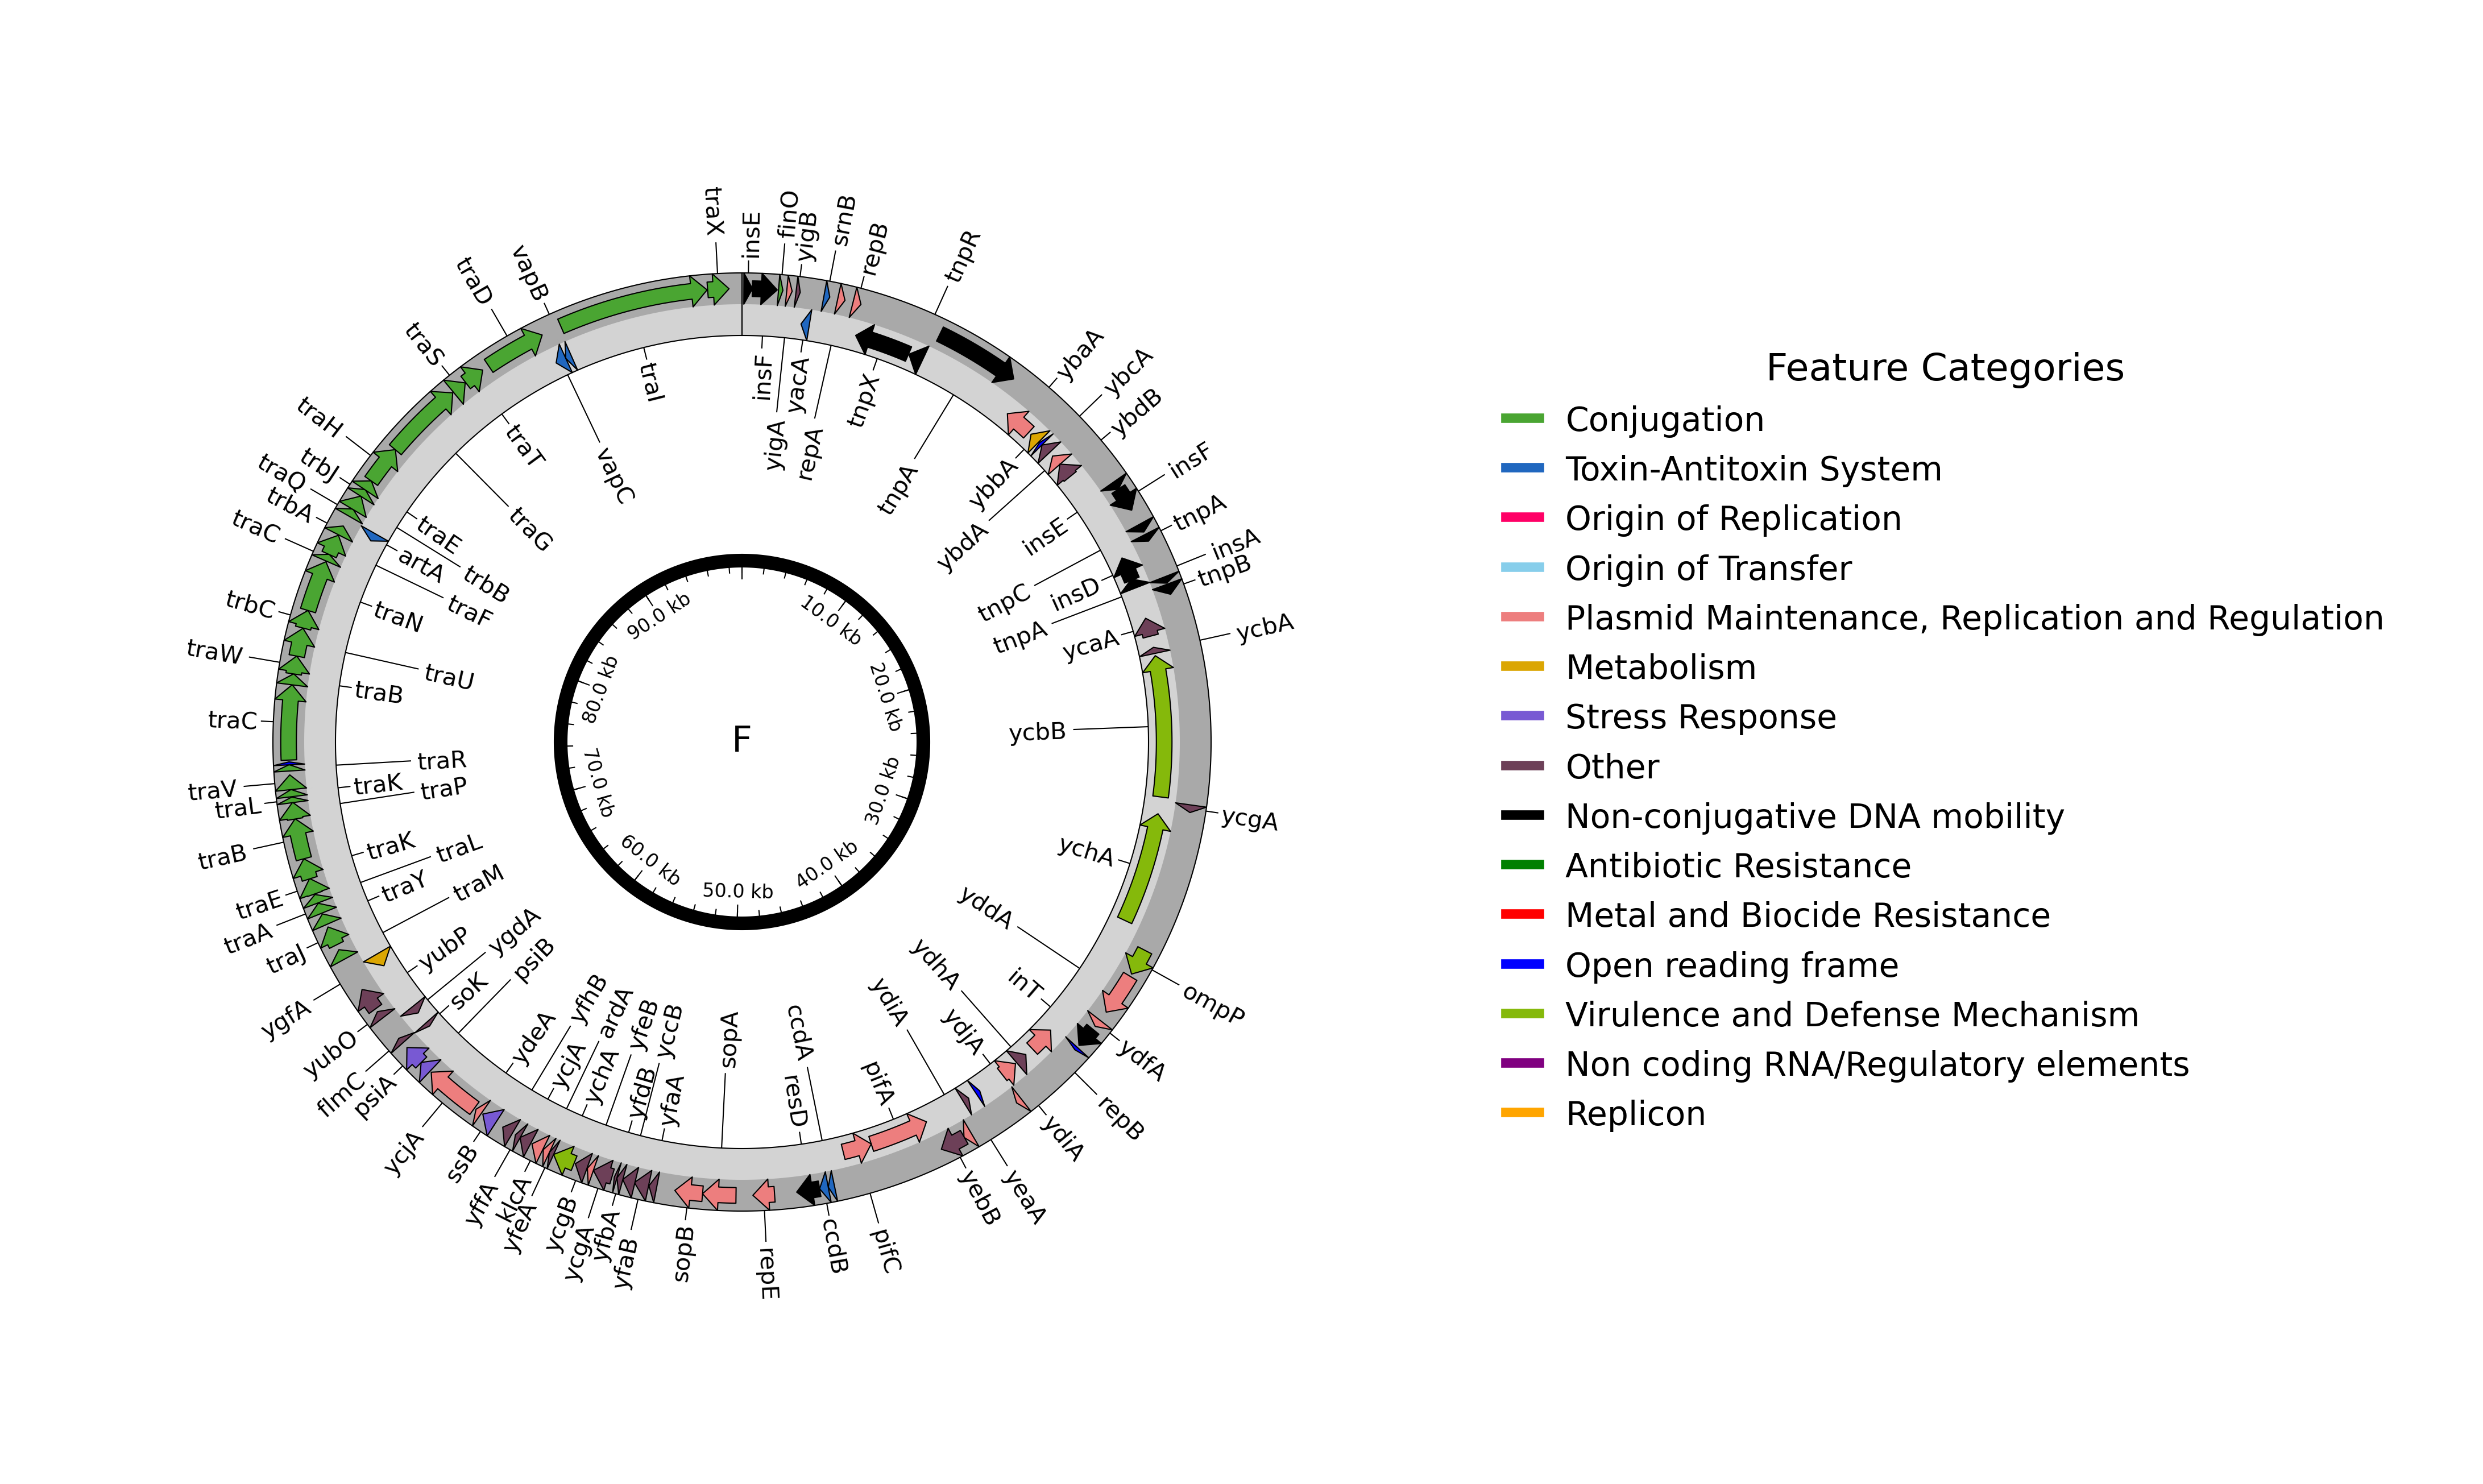 traX
insE
finO
yigB
srnB
repB
tnpR
ybaA
ybcA
ybdB
insF
tnpA
insA
tnpB
ycbA
ycgA
ompP
ydfA
repB
ydiA
yeaA
yebB
pifC
ccdB
repE
sopB
yfaB
yfbA
ycgA
ycgB
yfeA
klcA
yffA
ssB
ycjA
psiA
flmC
yubO
ygfA
traJ
traA
traE
traB
traL
traV
traC
traW
trbC
traC
trbA
traQ
trbJ
traH
traS
traD
vapB
traI
insF
yigA
yacA
repA
tnpX
tnpA
ybbA
ybdA
insE
tnpC
insD
tnpA
ycaA
ycbB
ychA
yddA
inT
ydhA
ydjA
ydiA
pifA
ccdA
resD
sopA
yfaA
yccB
yfdB
yfeB
ychA
ardA
ycjA
yfhB
ydeA
psiB
soK
ygdA
yubP
traM
traY
traL
traK
traP
traK
traR
traB
traU
traN
traF
artA
trbB
traE
traG
traT
vapC
10.0 kb
20.0 kb
30.0 kb
40.0 kb
50.0 kb
60.0 kb
70.0 kb
80.0 kb
90.0 kb
F
Feature Categories
Conjugation
Toxin-Antitoxin System
Origin of Replication
Origin of Transfer
Plasmid Maintenance, Replication and Regulation
Metabolism
Stress Response
Other
Non-conjugative DNA mobility
Antibiotic Resistance
Metal and Biocide Resistance
Open reading frame
Virulence and Defense Mechanism
Non coding RNA/Regulatory elements
Replicon